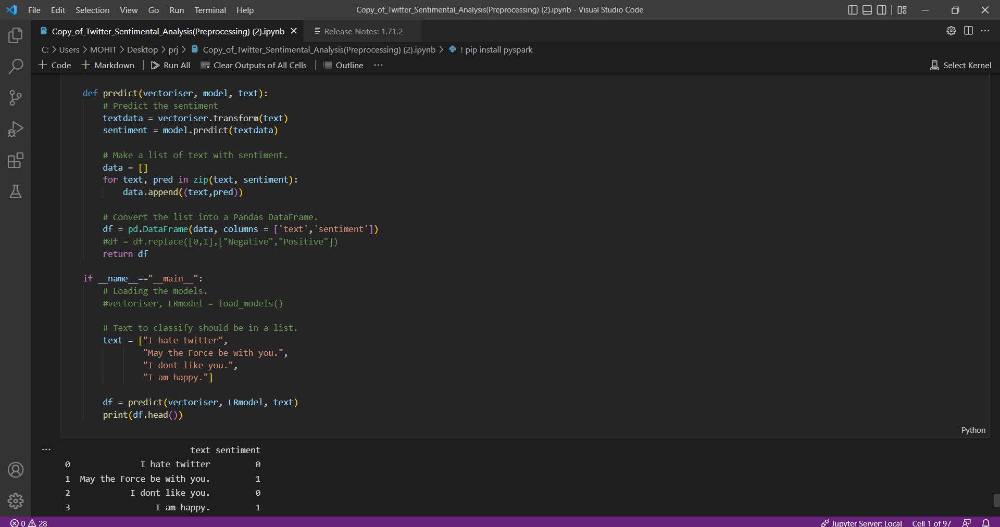 File Edit Selection View Go Run Terminal Help Copy_of_Twitter_Sentimental_Analysis(Preprocessing) (2).ipynb - Visual Studio Code
Copy_of_Twitter_Sentimental_Analysis(Preprocessing) (2).ipynb Release Notes: 1.71.2
C: > Users > MOHIT > Desktop > prj > Copy_of_Twitter_Sentimental_Analysis(Preprocessing) (2).ipynb > ! pip install pyspark
+ Code + Markdown | Run All Clear Outputs of All Cells | Outline ... Select Kernel
def predict(vectoriser, model, text):
# Predict the sentiment
textdata = vectoriser.transform(text)
sentiment = model.predict(textdata)
# Make a list of text with sentiment.
data = []
for text, pred in zip(text, sentiment):
data.append((text,pred))
# Convert the list into a Pandas DataFrame.
df = pd.DataFrame(data, columns = ['text','sentiment'])
#df = df.replace([0,1],["Negative","Positive"])
return df
if __name__=="__main__":
# Loading the models.
#vectoriser, LRmodel = load_models()
# Text to classify should be in a list.
text = ["I hate twitter",
"May the Force be with you.",
"I dont like you.",
"I am happy."]
df = predict(vectoriser, LRmodel, text)
print(df.head())
Python
... text sentiment
0 I hate twitter 0
1 May the Force be with you. 1
2 I dont like you. 0
3 I am happy. 1
0 28 Jupyter Server: Local Cell 1 of 97